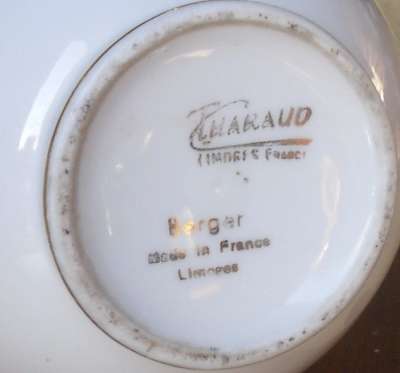 CHARAUD
LIMOGES FRANCE
Berger
Made in France
Limoges